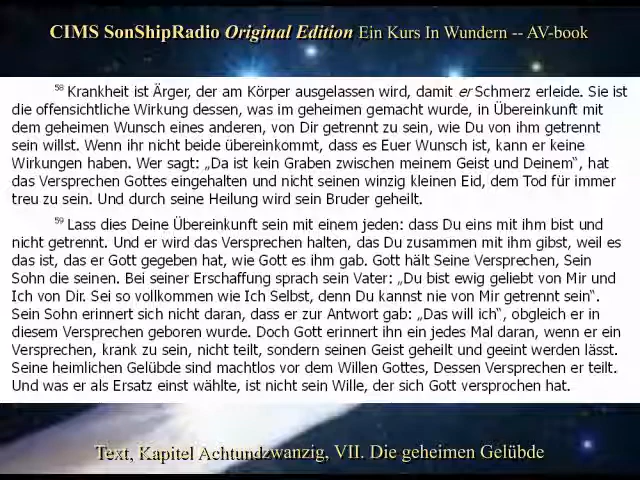 CIMS SonShipRadio Original Edition Ein Kurs In Wundern -- AV-book
58 Krankheit ist Ärger, der am Körper ausgelassen wird, damit er Schmerz erleide. Sie ist
die offensichtliche Wirkung dessen, was im geheimen gemacht wurde, in Übereinkunft mit
dem geheimen Wunsch eines anderen, von Dir getrennt zu sein, wie Du von ihm getrennt
sein willst. Wenn ihr nicht beide übereinkommt, dass es Euer Wunsch ist, kann er keine
Wirkungen haben. Wer sagt: „Da ist kein Graben zwischen meinem Geist und Deinem“, hat
das Versprechen Gottes eingehalten und nicht seinen winzig kleinen Eid, dem Tod für immer
treu zu sein. Und durch seine Heilung wird sein Bruder geheilt.
59 Lass dies Deine Übereinkunft sein mit einem jeden: dass Du eins mit ihm bist und
nicht getrennt. Und er wird das Versprechen halten, das Du zusammen mit ihm gibst, weil es
das ist, das er Gott gegeben hat, wie Gott es ihm gab. Gott hält Seine Versprechen, Sein
Sohn die seinen. Bei seiner Erschaffung sprach sein Vater: „Du bist ewig geliebt von Mir und
Ich von Dir. Sei so vollkommen wie Ich Selbst, denn Du kannst nie von Mir getrennt sein“.
Sein Sohn erinnert sich nicht daran, dass er zur Antwort gab: „Das will ich“, obgleich er in
diesem Versprechen geboren wurde. Doch Gott erinnert ihn ein jedes Mal daran, wenn er ein
Versprechen, krank zu sein, nicht teilt, sondern seinen Geist geheilt und geeint werden lässt.
Seine heimlichen Gelübde sind machtlos vor dem Willen Gottes, Dessen Versprechen er teilt.
Und was er als Ersatz einst wählte, ist nicht sein Wille, der sich Gott versprochen hat.
Text, Kapitel Achtundzwanzig, VII. Die geheimen Gelübde